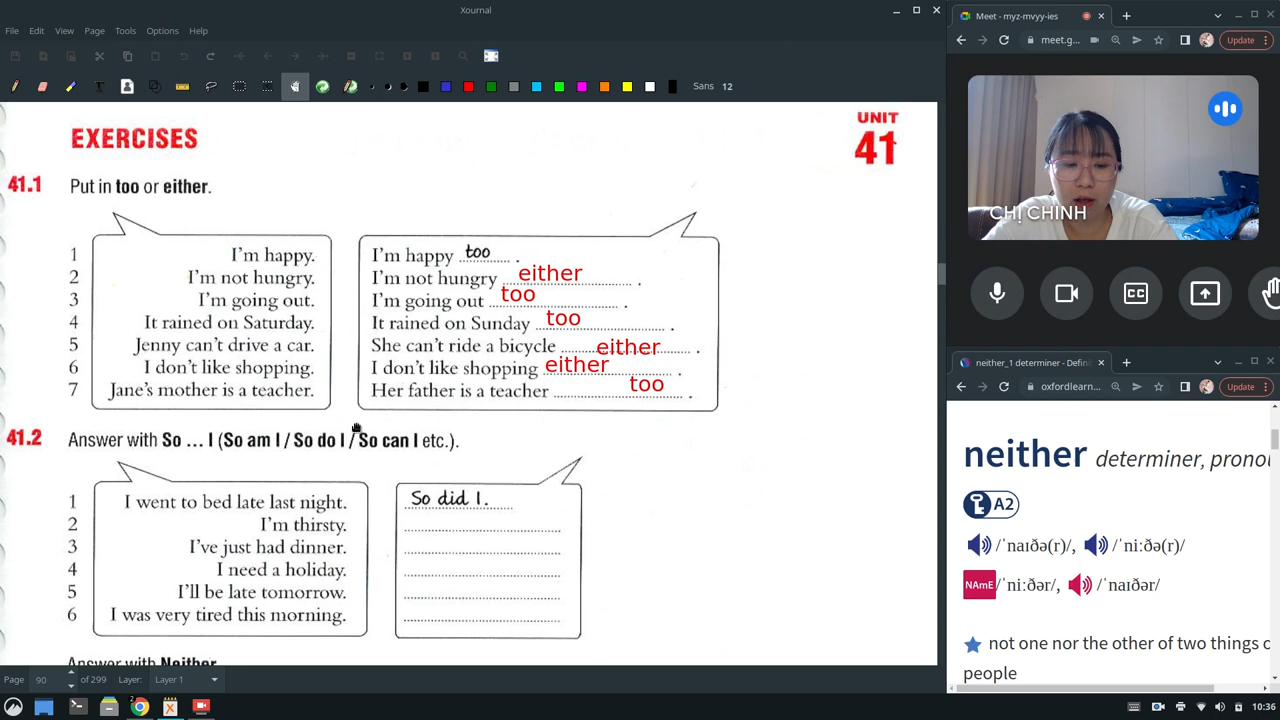 Xournal
File Edit View Page Tools Options Help
Sans 12
EXERCISES
UNIT
41
41.1 Put in too or either.
1 I'm happy. I'm happy too .
2 I'm not hungry. I'm not hungry either .
3 I'm going out. I'm going out too .
4 It rained on Saturday. It rained on Sunday too .
5 Jenny can't drive a car. She can't ride a bicycle either .
6 I don't like shopping. I don't like shopping either .
7 Jane's mother is a teacher. Her father is a teacher too
41.2 Answer with So ... I (So am I / So do I / So can I etc.).
1 I went to bed late last night. So did I.
2 I'm thirsty.
3 I've just had dinner.
4 I need a holiday.
5 I'll be late tomorrow.
6 I was very tired this morning.
Answer with Neither
Page 90 of 299 Layer: Layer 1
Meet - myz-mvyy-ies
meet.g... Update
CHỊ CHINH
CC
neither_1 determiner - Defini
oxfordlearn... Update
neither determiner, prono
A2
/ˈnaɪðə(r)/, /ˈniːðə(r)/
NAmE /ˈniːðər/, /ˈnaɪðər/
not one nor the other of two things o
people
2
10:36